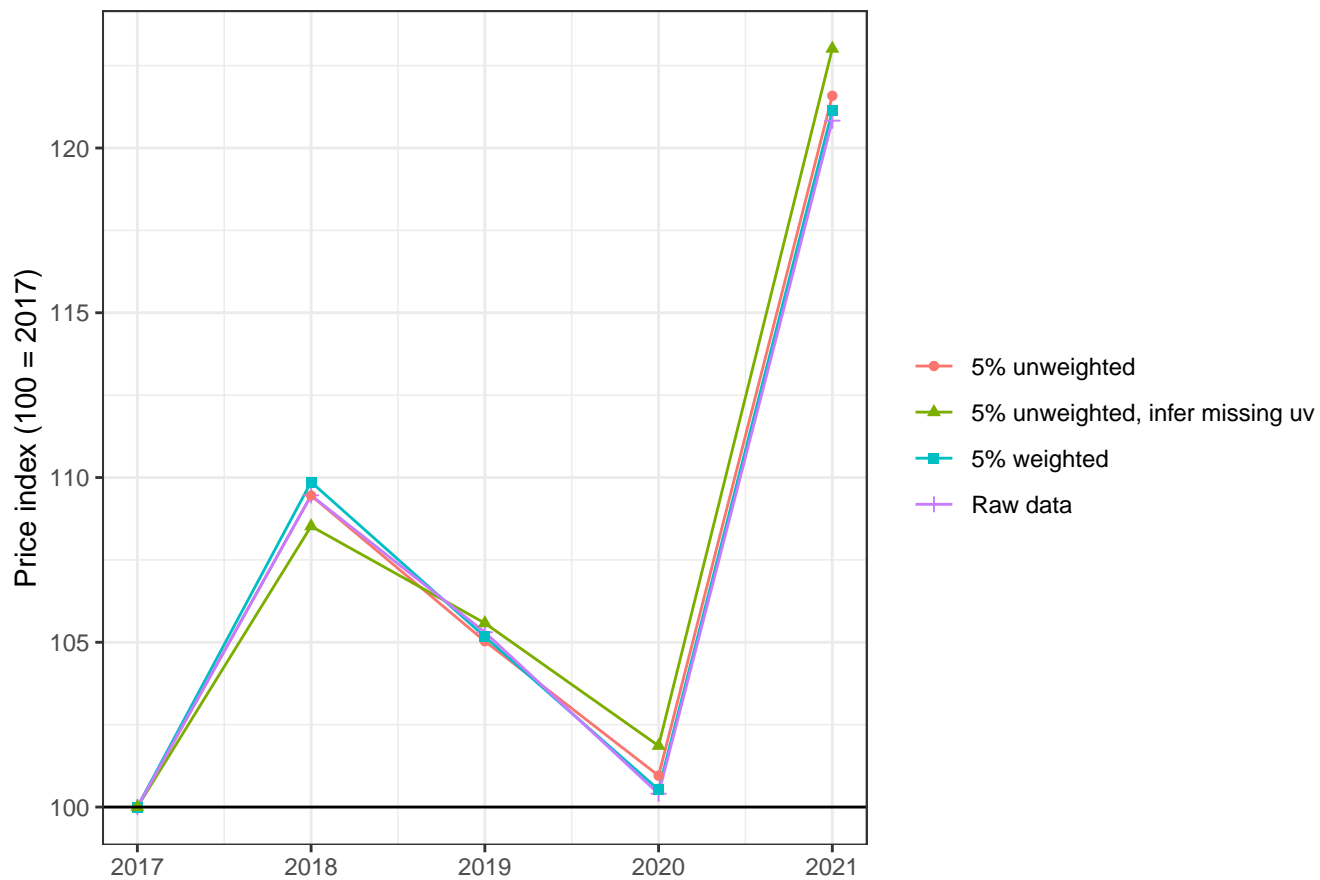 Price index (100 = 2017)
120
115
110
105
100
2017 2018 2019 2020 2021
5% unweighted
5% unweighted, infer missing uv
5% weighted
Raw data